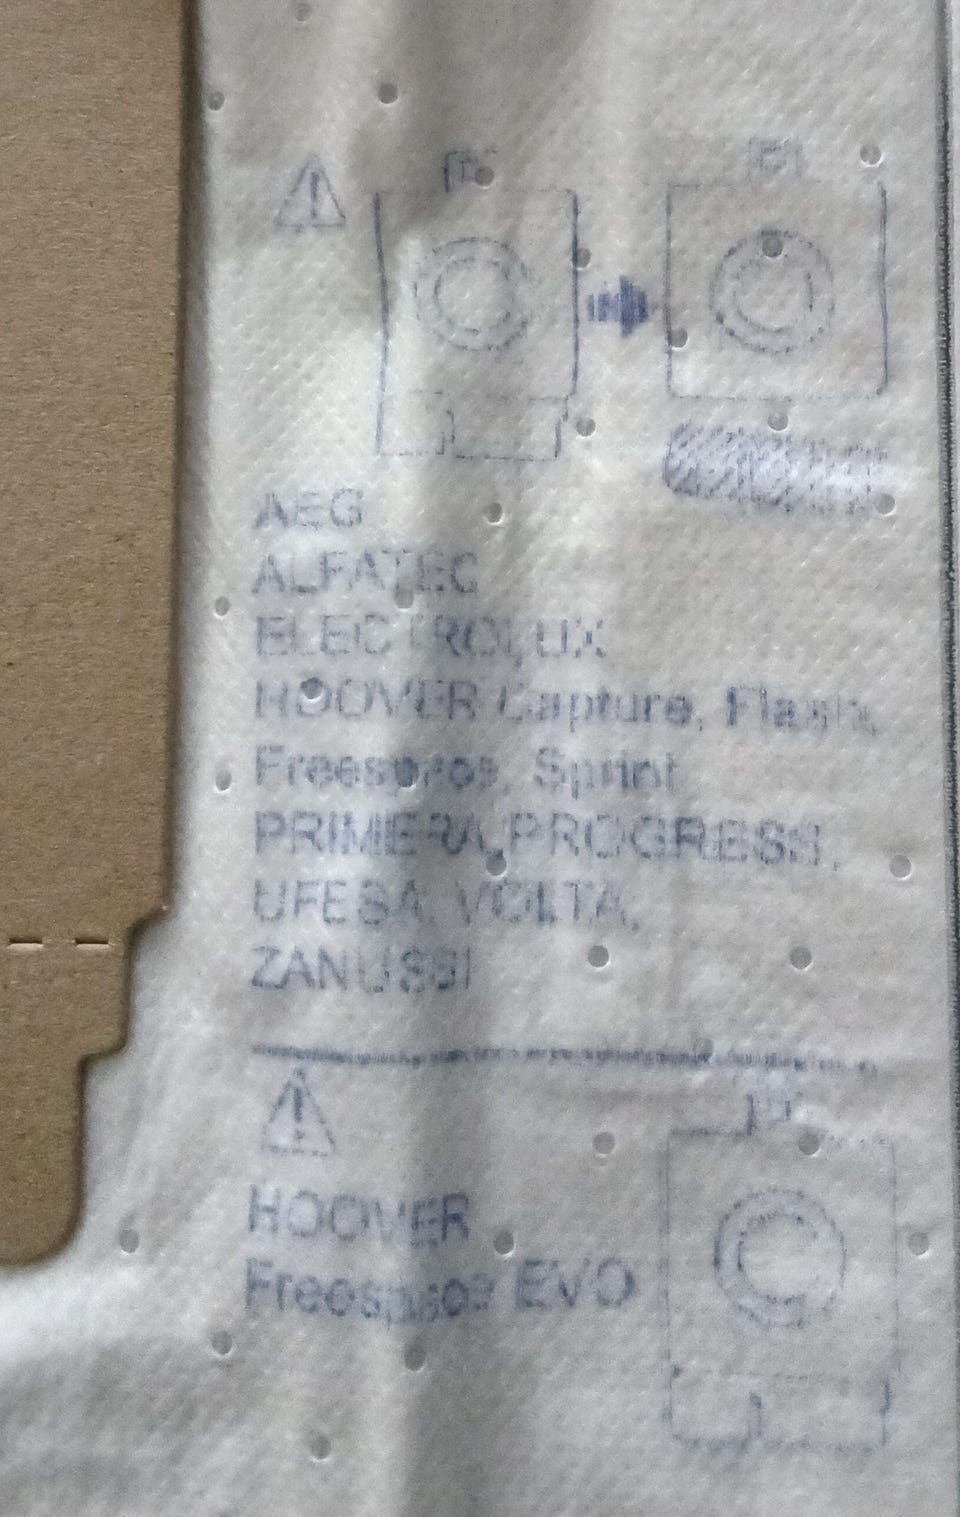 AEG
ALFATEC
ELECTROLUX
HOOVER Capture, Flash,
Freespace, Sprint
PRIMERA, PROGRESS,
UFESA, VOLTA,
ZANUSSI
HOOVER
Freespace EVO